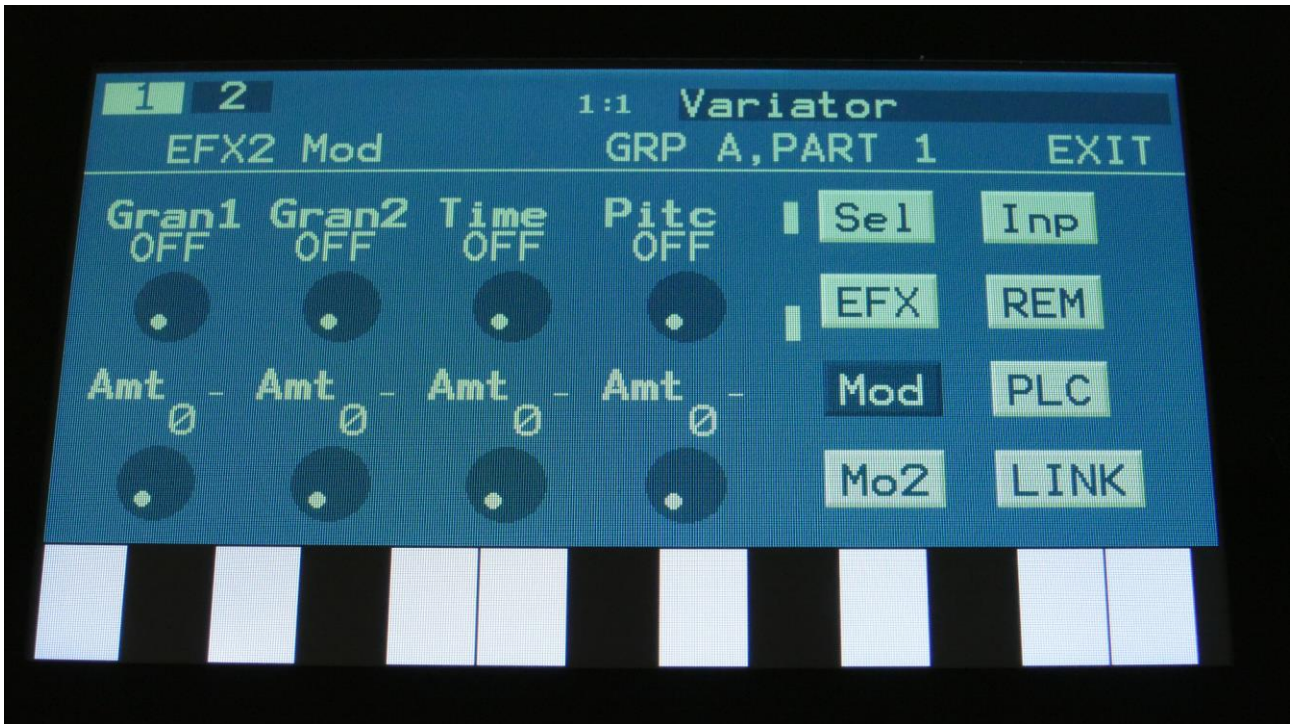 1 2 1:1 Variator
EFX2 Mod GRP A,PART 1 EXIT
Gran1 Gran2 Time Pitc Sel Inp
OFF OFF OFF OFF
EFX REM
Amt - Amt - Amt - Amt - Mod PLC
0 0 0 0
Mo2 LINK